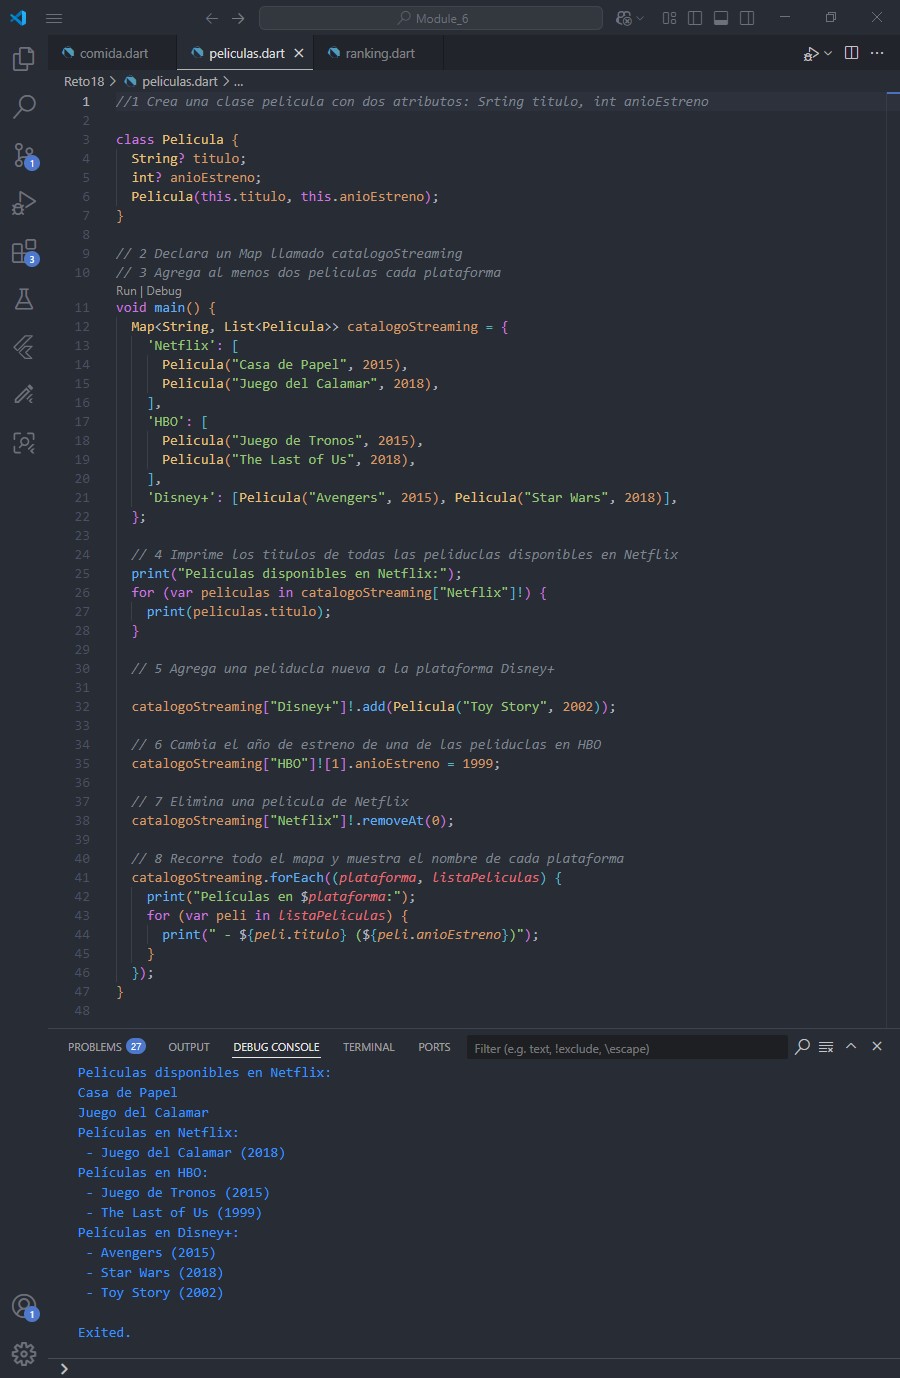 Module_6
comida.dart
peliculas.dart
ranking.dart
Reto18 > peliculas.dart > ...
1 //1 Crea una clase pelicula con dos atributos: Srting titulo, int anioEstreno
2
3 class Pelicula {
4   String? titulo;
5   int? anioEstreno;
6   Pelicula(this.titulo, this.anioEstreno);
7 }
8
9 // 2 Declara un Map llamado catalogoStreaming
10 // 3 Agrega al menos dos peliculas cada plataforma
Run | Debug
11 void main() {
12   Map<String, List<Pelicula>> catalogoStreaming = {
13     'Netflix': [
14       Pelicula("Casa de Papel", 2015),
15       Pelicula("Juego del Calamar", 2018),
16     ],
17     'HBO': [
18       Pelicula("Juego de Tronos", 2015),
19       Pelicula("The Last of Us", 2018),
20     ],
21     'Disney+': [Pelicula("Avengers", 2015), Pelicula("Star Wars", 2018)],
22   };
23
24   // 4 Imprime los titulos de todas las peliduclas disponibles en Netflix
25   print("Peliculas disponibles en Netflix:");
26   for (var peliculas in catalogoStreaming["Netflix"]!) {
27     print(peliculas.titulo);
28   }
29
30   // 5 Agrega una peliducla nueva a la plataforma Disney+
31
32   catalogoStreaming["Disney+"]!.add(Pelicula("Toy Story", 2002));
33
34   // 6 Cambia el año de estreno de una de las peliduclas en HBO
35   catalogoStreaming["HBO"]![1].anioEstreno = 1999;
36
37   // 7 Elimina una pelicula de Netflix
38   catalogoStreaming["Netflix"]!.removeAt(0);
39
40   // 8 Recorre todo el mapa y muestra el nombre de cada plataforma
41   catalogoStreaming.forEach((plataforma, listaPeliculas) {
42     print("Películas en $plataforma:");
43     for (var peli in listaPeliculas) {
44       print(" - ${peli.titulo} (${peli.anioEstreno})");
45     }
46   });
47 }
48
1
3
PROBLEMS 27 OUTPUT DEBUG CONSOLE TERMINAL PORTS Filter (e.g. text, !exclude, \escape)
Peliculas disponibles en Netflix:
Casa de Papel
Juego del Calamar
Películas en Netflix:
 - Juego del Calamar (2018)
Películas en HBO:
 - Juego de Tronos (2015)
 - The Last of Us (1999)
Películas en Disney+:
 - Avengers (2015)
 - Star Wars (2018)
 - Toy Story (2002)
Exited.
1